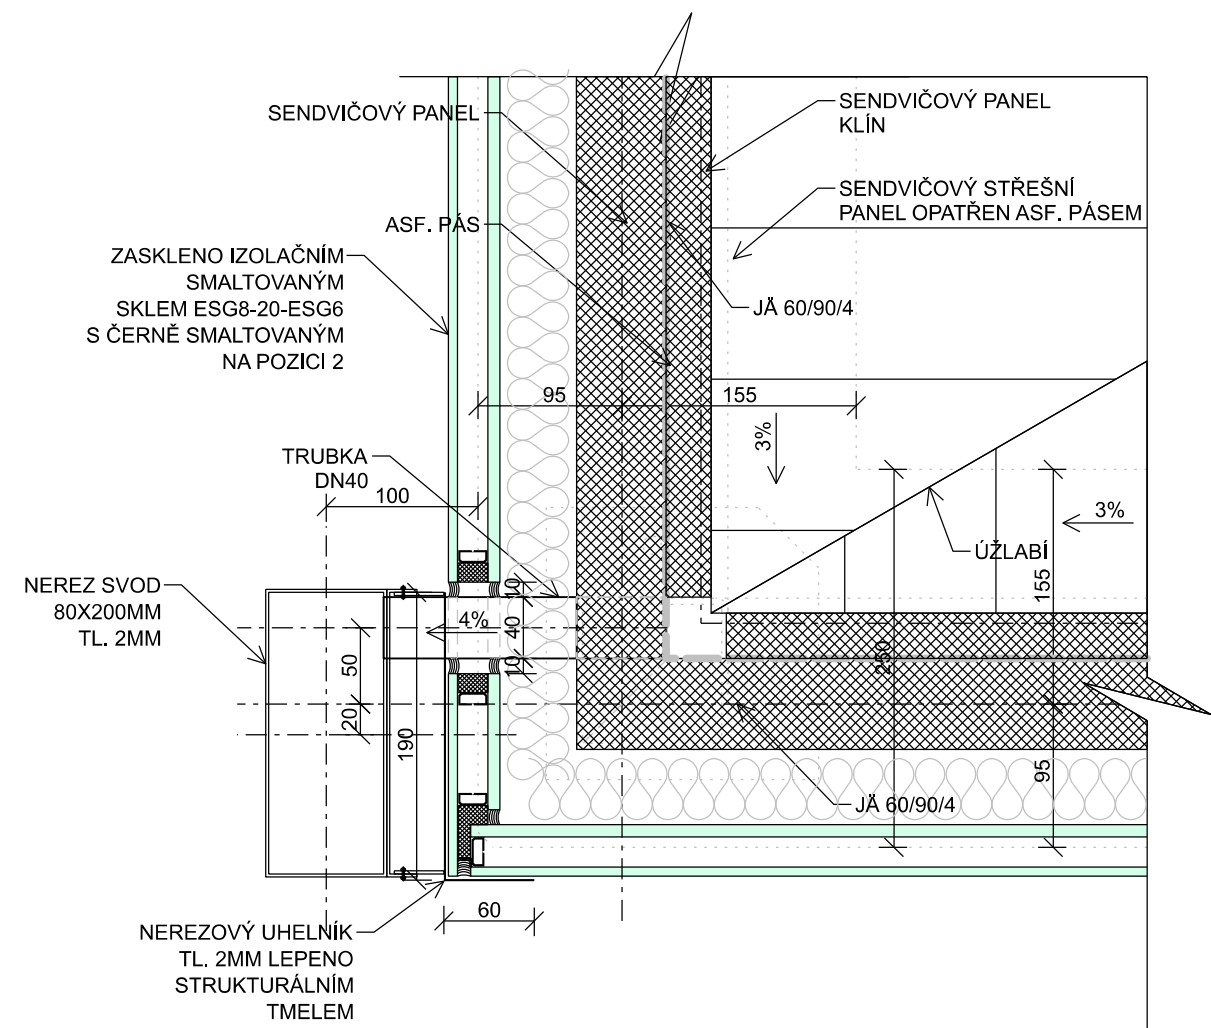 SENDVIČOVÝ PANEL
SENDVIČOVÝ PANEL
KLÍN
SENDVIČOVÝ STŘEŠNÍ
PANEL OPATŘEN ASF. PÁSEM
ASF. PÁS
ZASKLENO IZOLAČNÍM
SMALTOVANÝM
SKLEM ESG8-20-ESG6
S ČERNĚ SMALTOVANÝM
NA POZICI 2
JÄ 60/90/4
95
155
3%
TRUBKA
DN40
100
3%
ÚŽLABÍ
NEREZ SVOD
80X200MM
TL. 2MM
10
40
10
4%
155
50
250
20
190
95
JÄ 60/90/4
60
NEREZOVÝ UHELNÍK
TL. 2MM LEPENO
STRUKTURÁLNÍM
TMELEM